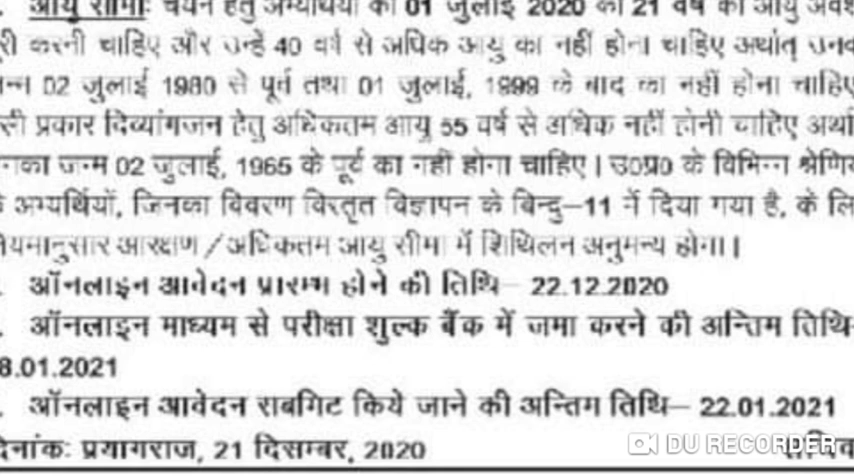 आयु सीमाः चयन हेतु अभ्यर्थियों को 01 जुलाई 2020 को 21 वर्ष की आयु
करनी चाहिए और उन्हें 40 वर्ष से अधिक आयु का नहीं होना चाहिए अर्थात्
02 जुलाई 1980 से पूर्व तथा 01 जुलाई, 1999 के बाद का नहीं होना चाहिए
प्रकार दिव्यांगजन हेतु अधिकतम आयु 55 वर्ष से अधिक नहीं होनी चाहिए
जन्म 02 जुलाई, 1965 के पूर्व का नहीं होना चाहिए । उ0प्र0 के विभिन्न
अभ्यर्थियों, जिनका विवरण विस्तृत विज्ञापन के बिन्दु–11 में दिया गया है, के
आरक्षण /अधिकतम आयु सीमा में शिथिलन अनुमन्य होगा।
ऑनलाइन आवेदन प्रारम्भ होने की तिथि– 22.12.2020
ऑनलाइन माध्यम से परीक्षा शुल्क बैंक में जमा करने की अन्तिम तिथि–
8.01.2021
ऑनलाइन आवेदन सबमिट किये जाने की अन्तिम तिथि– 22.01.2021
प्रयागराज, 21 दिसम्बर, 2020
DU RECORDER